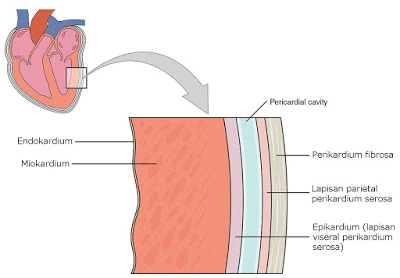 Pericardial cavity
Endokardium
Miokardium
Perikardium fibrosa
Lapisan parietal
perikardium serosa
Epikardium (lapisan
viseral perikardium
serosa)